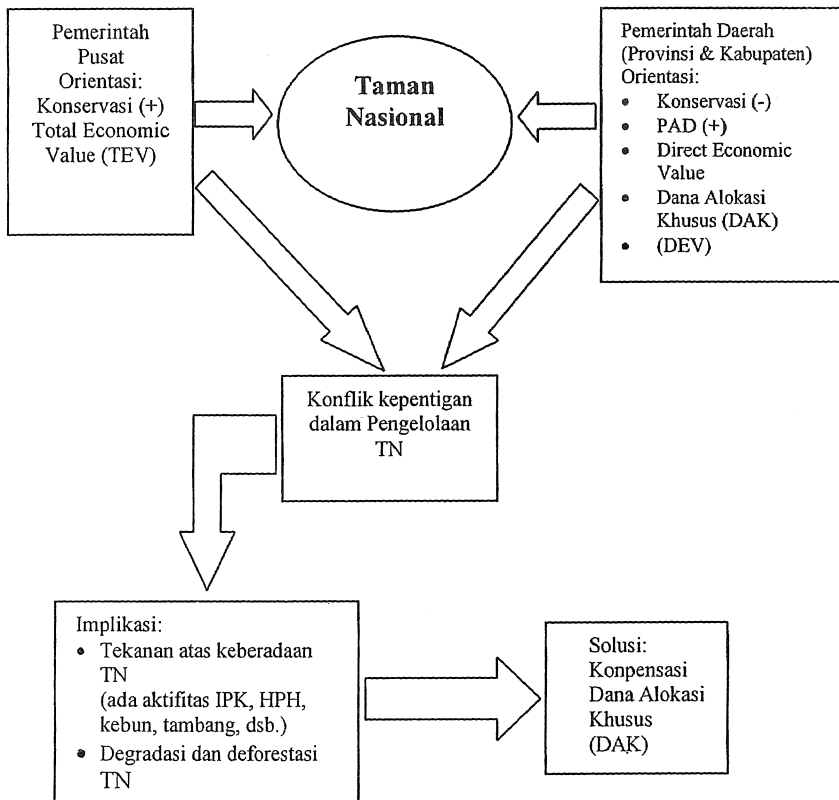 Pemerintah
Pusat
Orientasi:
Konservasi (+)
Total Economic
Value (TEV)
Taman
Nasional
Pemerintah Daerah
(Provinsi & Kabupaten)
Orientasi:
• Konservasi (-)
• PAD (+)
• Direct Economic
Value
• Dana Alokasi
Khusus (DAK)
• (DEV)
Konflik kepentigan
dalam Pengelolaan
TN
Implikasi:
• Tekanan atas keberadaan
TN
(ada aktifitas IPK, HPH,
kebun, tambang, dsb.)
• Degradasi dan deforestasi
TN
Solusi:
Konpensasi
Dana Alokasi
Khusus
(DAK)